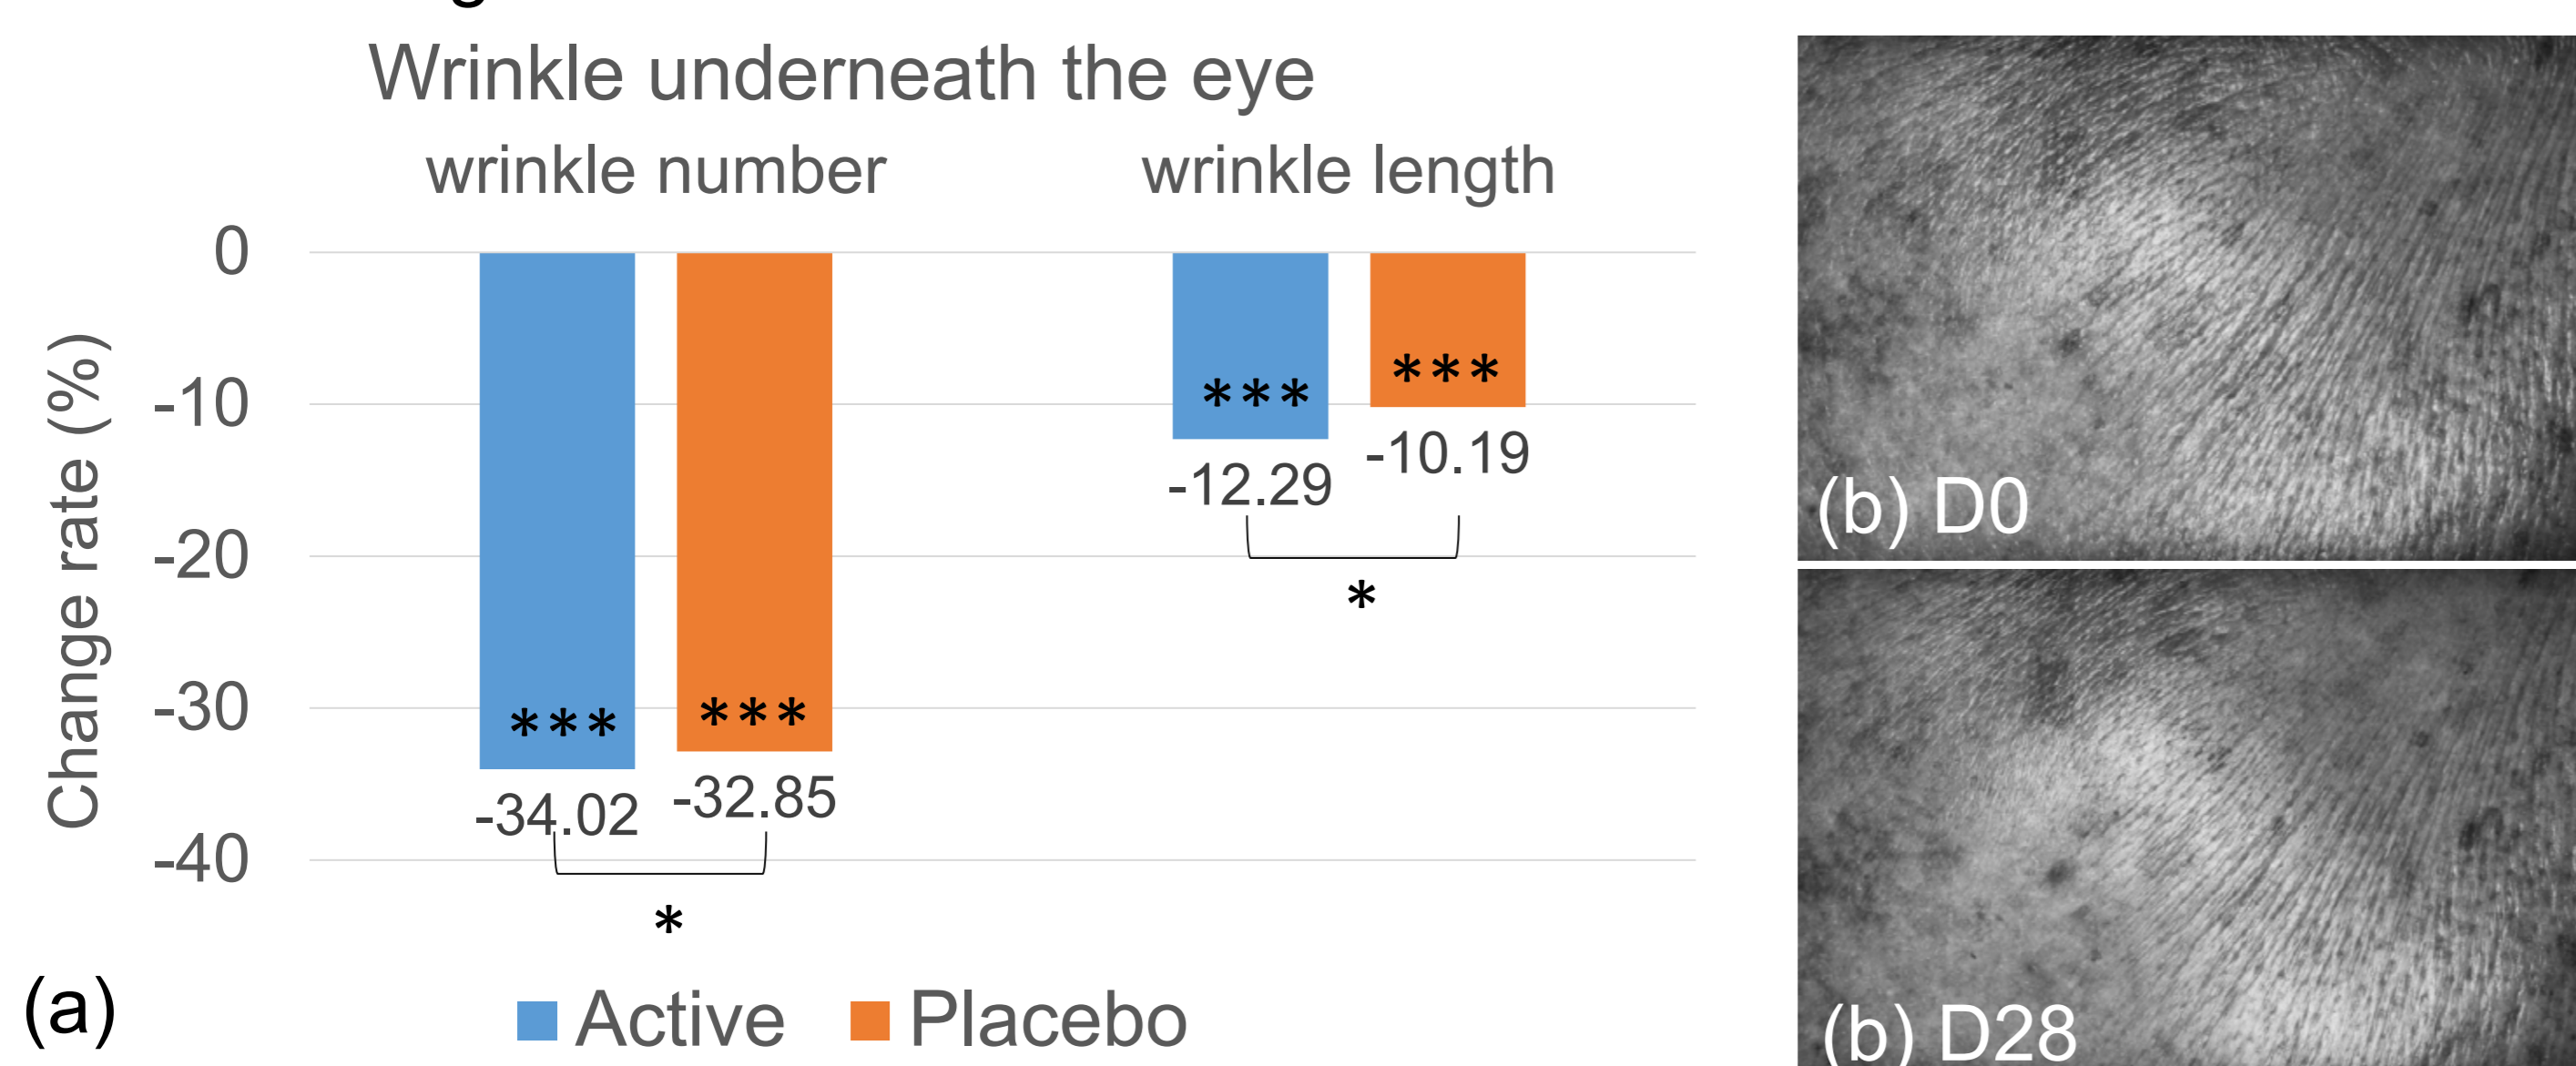 Wrinkle underneath the eye
wrinkle number wrinkle length
0
-10
-20
-30
-40
Change rate (%)
***
***
***
***
-34.02
-32.85
-12.29
-10.19
*
*
Active Placebo
(a)
(b) D0
(b) D28